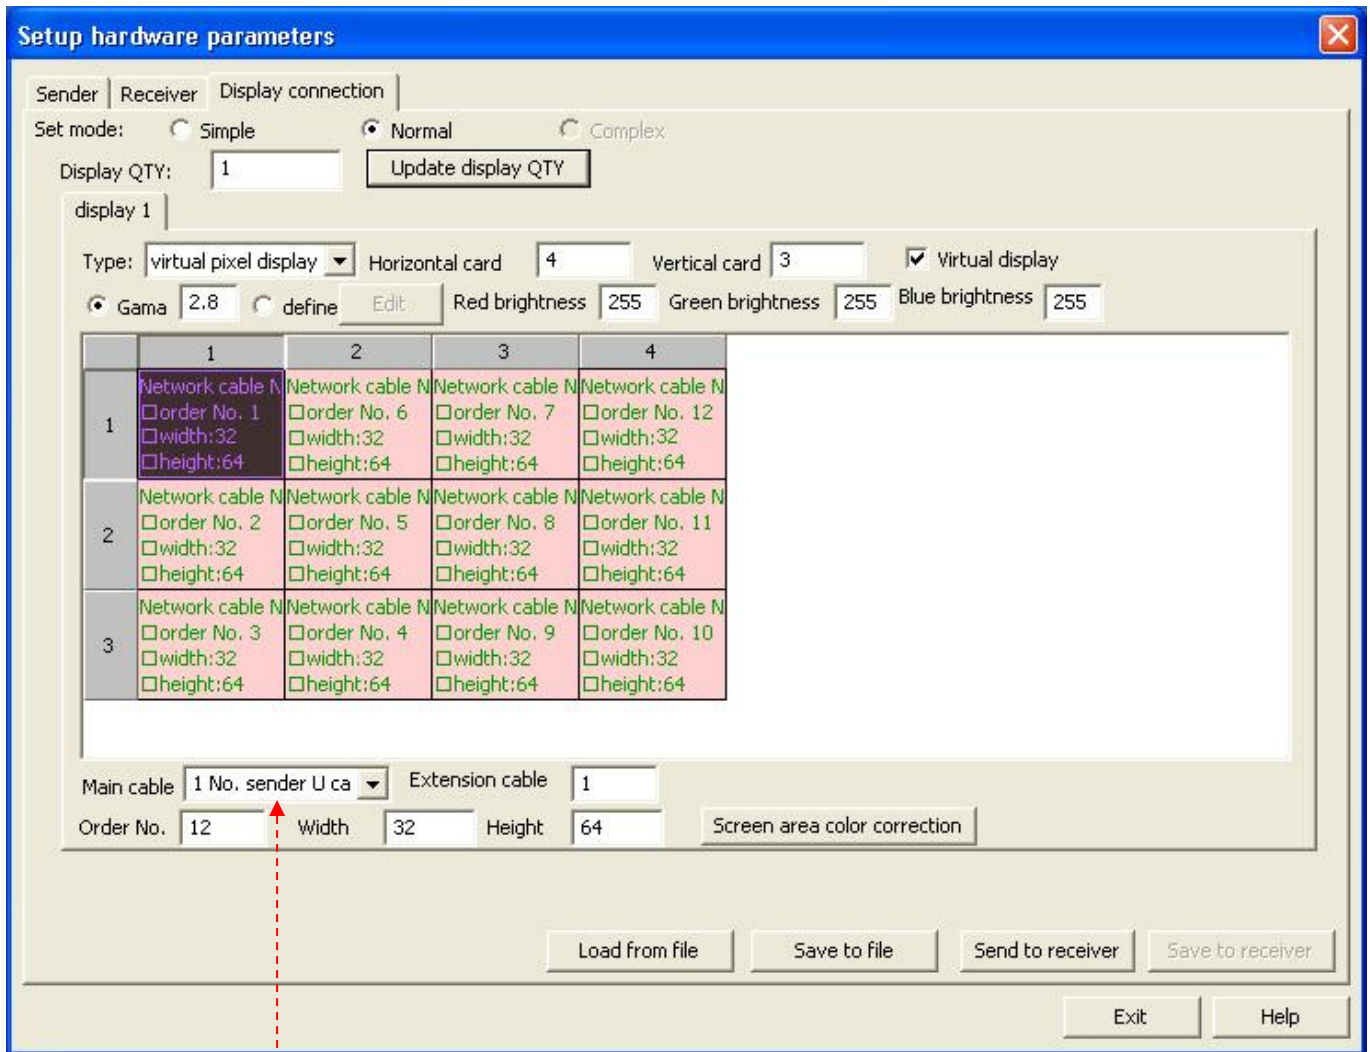 Setup hardware parameters
Sender Receiver Display connection
Set mode: Simple Normal Complex
Display QTY: 1 Update display QTY
display 1
Type: virtual pixel display Horizontal card 4 Vertical card 3 Virtual display
Gama 2.8 define Edit Red brightness 255 Green brightness 255 Blue brightness 255
1 2 3 4
Network cable N Network cable N Network cable N Network cable N
1 order No. 1 order No. 6 order No. 7 order No. 12
width:32 width:32 width:32 width:32
height:64 height:64 height:64 height:64
Network cable N Network cable N Network cable N Network cable N
2 order No. 2 order No. 5 order No. 8 order No. 11
width:32 width:32 width:32 width:32
height:64 height:64 height:64 height:64
Network cable N Network cable N Network cable N Network cable N
3 order No. 3 order No. 4 order No. 9 order No. 10
width:32 width:32 width:32 width:32
height:64 height:64 height:64 height:64
Main cable 1 No. sender U ca Extension cable 1
Order No. 12 Width 32 Height 64 Screen area color correction
Load from file Save to file Send to receiver Save to receiver
Exit Help